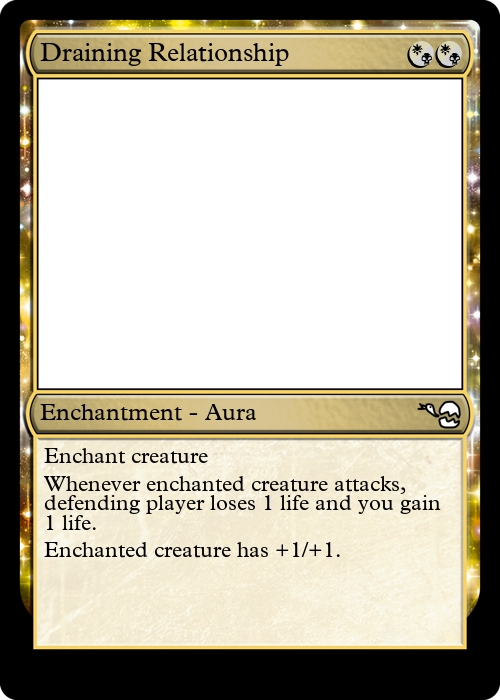 Draining Relationship
Enchantment - Aura
Enchant creature
Whenever enchanted creature attacks,
defending player loses 1 life and you gain
1 life.
Enchanted creature has +1/+1.